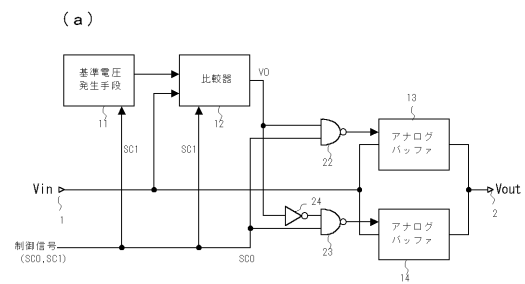 (a)
基準電圧
発生手段
11
比較器
12
VO
SC1
SC1
22
13
アナログ
バッファ
Vin
1
24
23
Vout
2
アナログ
バッファ
14
制御信号
(SC0,SC1)
SC0